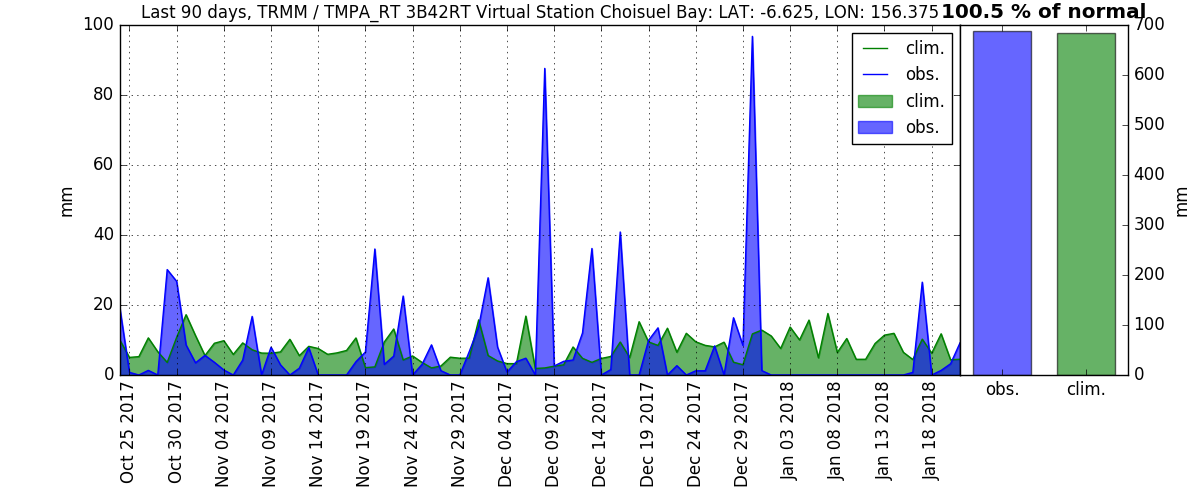 Last 90 days, TRMM / TMPA_RT 3B42RT Virtual Station Choisuel Bay: LAT: -6.625, LON: 156.375
100.5 % of normal
100
80
60
40
20
0
mm
clim.
obs.
clim.
obs.
700
600
500
400
300
200
100
0
mm
Oct 25 2017
Oct 30 2017
Nov 04 2017
Nov 09 2017
Nov 14 2017
Nov 19 2017
Nov 24 2017
Nov 29 2017
Dec 04 2017
Dec 09 2017
Dec 14 2017
Dec 19 2017
Dec 24 2017
Dec 29 2017
Jan 03 2018
Jan 08 2018
Jan 13 2018
Jan 18 2018
obs.
clim.